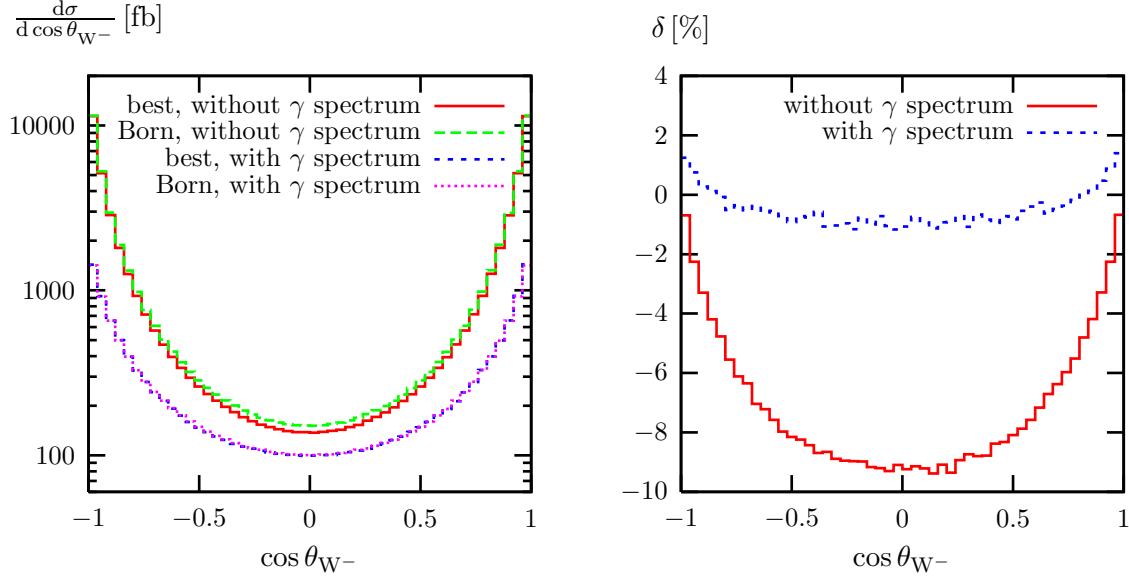 dσ
d cos θW− [fb]
best, without γ spectrum
Born, without γ spectrum
best, with γ spectrum
Born, with γ spectrum
10000
1000
100
−1 −0.5 0 0.5 1
cos θW−
δ [%]
without γ spectrum
with γ spectrum
4
2
0
−2
−4
−6
−8
−10
−1 −0.5 0 0.5 1
cos θW−